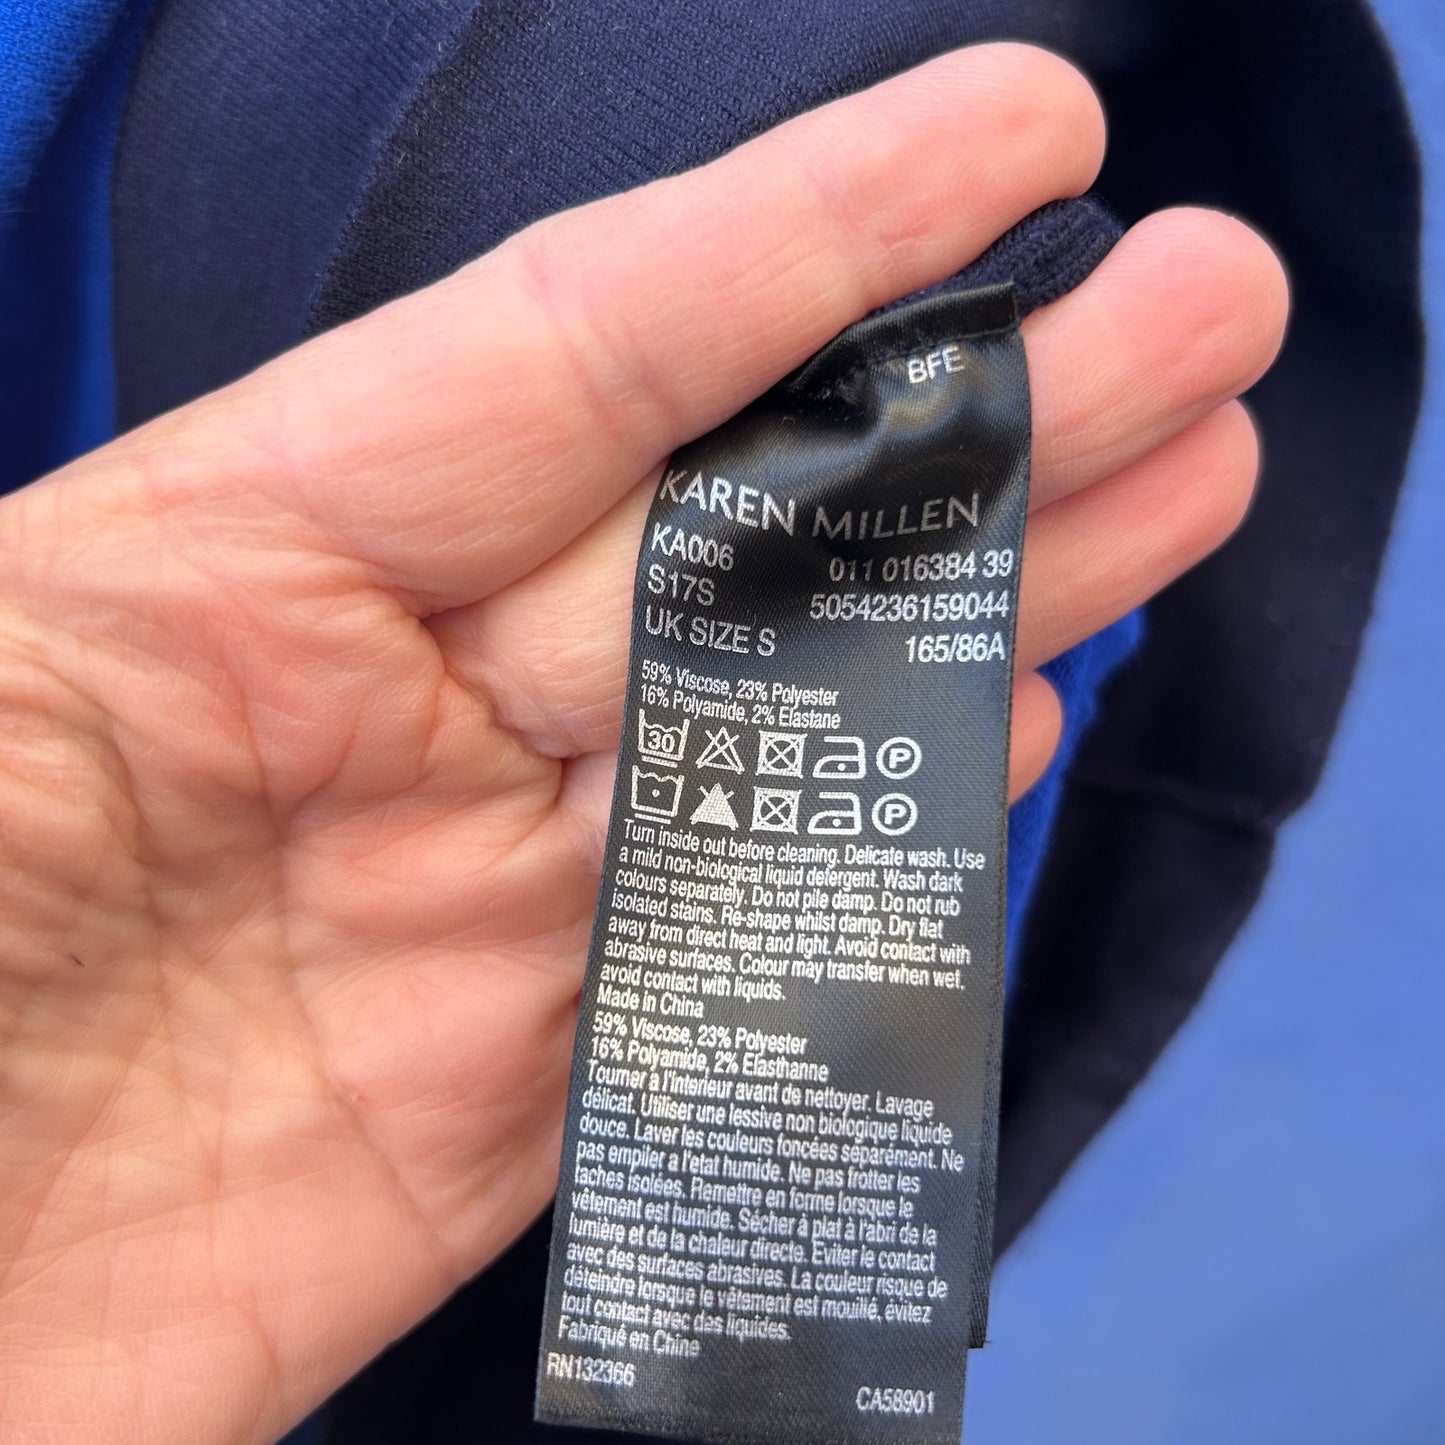 BFE
KAREN MILLEN
KA006 011 016384 39
S17S 5054236159044
UK SIZE S 165/86A
59% Viscose, 23% Polyester
16% Polyamide, 2% Elastane
30 P
P
Turn inside out before cleaning. Delicate wash. Use
a mild non-biological liquid detergent. Wash dark
colours separately. Do not pile damp. Do not rub
isolated stains. Re-shape whilst damp. Dry flat
away from direct heat and light. Avoid contact with
abrasive surfaces. Colour may transfer when wet,
avoid contact with liquids.
Made in China
59% Viscose, 23% Polyester
16% Polyamide, 2% Elasthanne
Tourner à l'interieur avant de nettoyer. Lavage
délicat. Utiliser une lessive non biologique liquide
douce. Laver les couleurs foncées séparément. Ne
pas empiler a l'etat humide. Ne pas frotter les
taches isolées. Remettre en forme lorsque le
vêtement est humide. Sécher à plat à l'abri de la
lumière et de la chaleur directe. Eviter le contact
avec des surfaces abrasives. La couleur risque de
déteindre lorsque le vêtement est mouillé, évitez
tout contact avec des liquides.
Fabriqué en Chine
RN132366
CA58901